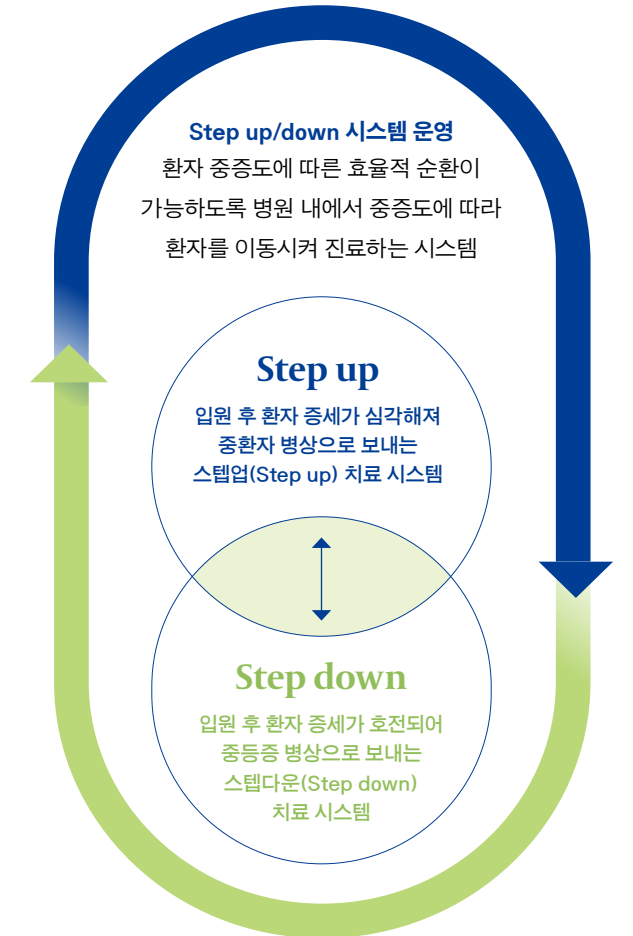 Step up/down 시스템 운영
환자 중증도에 따른 효율적 순환이
가능하도록 병원 내에서 중증도에 따라
환자를 이동시켜 진료하는 시스템
Step up
입원 후 환자 증세가 심각해져
중환자 병상으로 보내는
스텝업(Step up) 치료 시스템
Step down
입원 후 환자 증세가 호전되어
중등증 병상으로 보내는
스텝다운(Step down)
치료 시스템